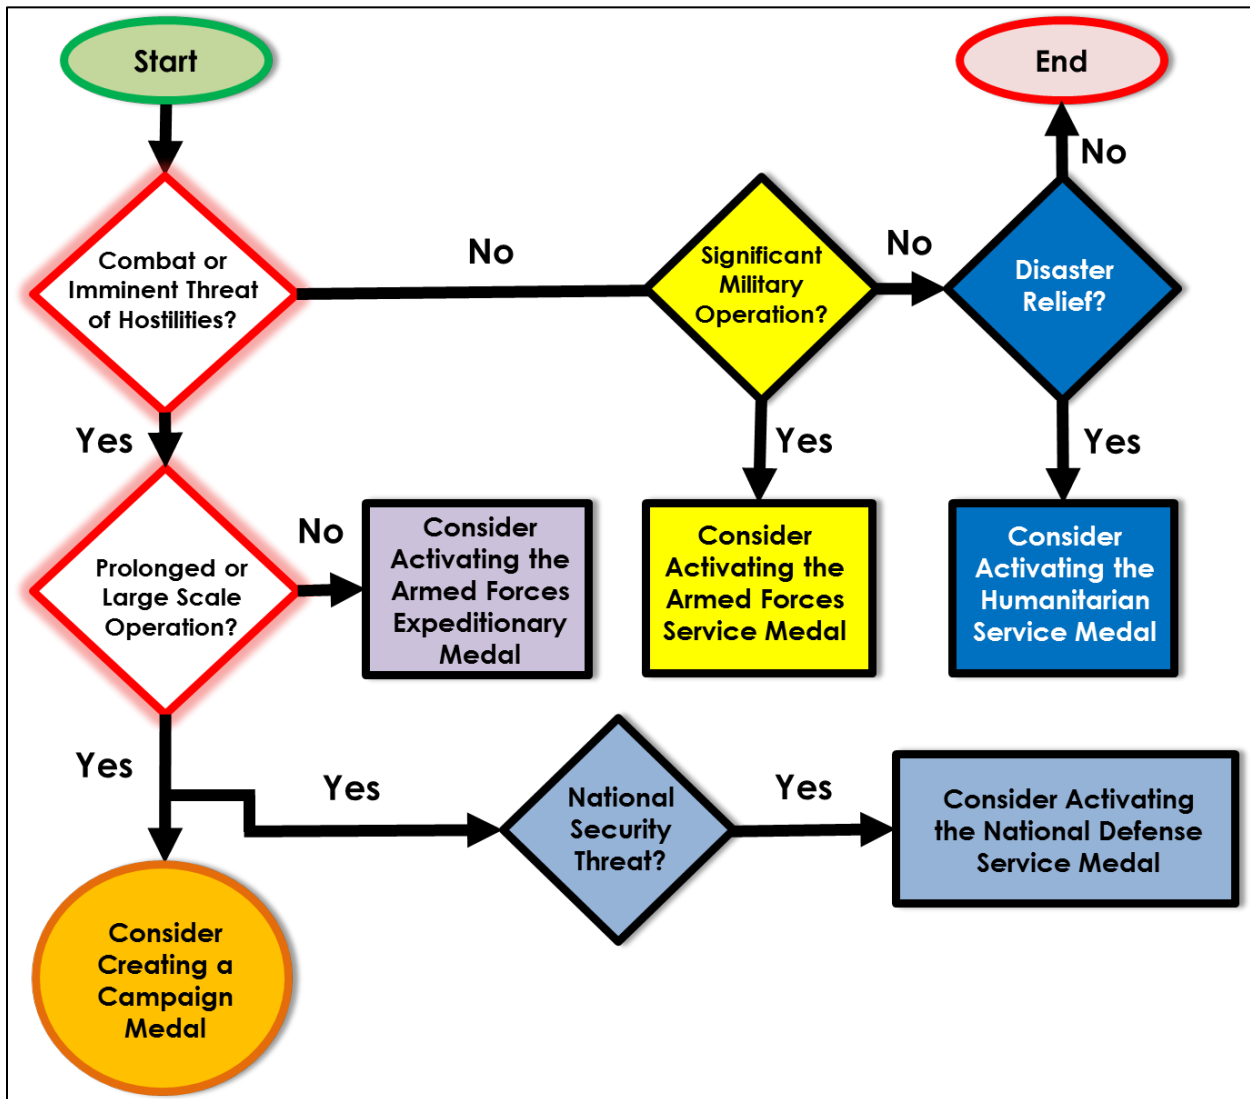 Start
End
No
Combat or
Imminent Threat
of Hostilities?
No
Significant
Military
Operation?
No
Disaster
Relief?
Yes
Yes
Yes
Prolonged or
Large Scale
Operation?
No
Consider
Activating the
Armed Forces
Expeditionary
Medal
Consider
Activating the
Armed Forces
Service Medal
Consider
Activating the
Humanitarian
Service Medal
Yes
Yes
National
Security
Threat?
Yes
Consider Activating
the National Defense
Service Medal
Consider
Creating a
Campaign
Medal